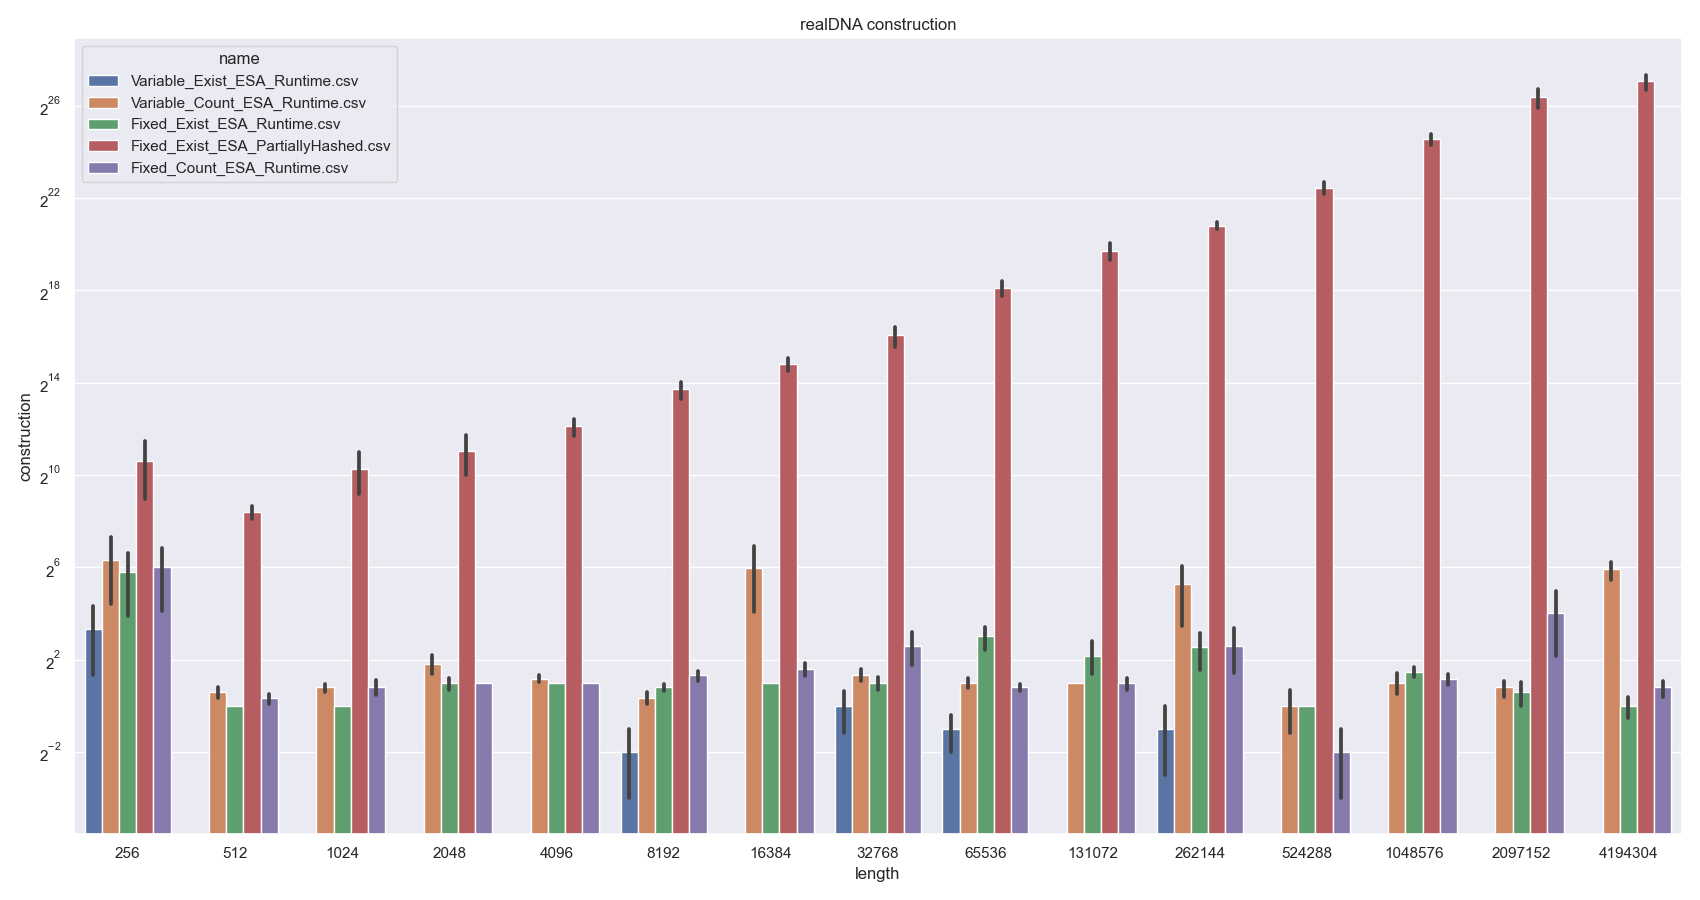 realDNA construction
name
Variable_Exist_ESA_Runtime.csv
Variable_Count_ESA_Runtime.csv
Fixed_Exist_ESA_Runtime.csv
Fixed_Exist_ESA_PartiallyHashed.csv
Fixed_Count_ESA_Runtime.csv
2^26
2^22
2^18
2^14
2^10
2^6
2^2
2^−2
construction
256 512 1024 2048 4096 8192 16384 32768 65536 131072 262144 524288 1048576 2097152 4194304
length